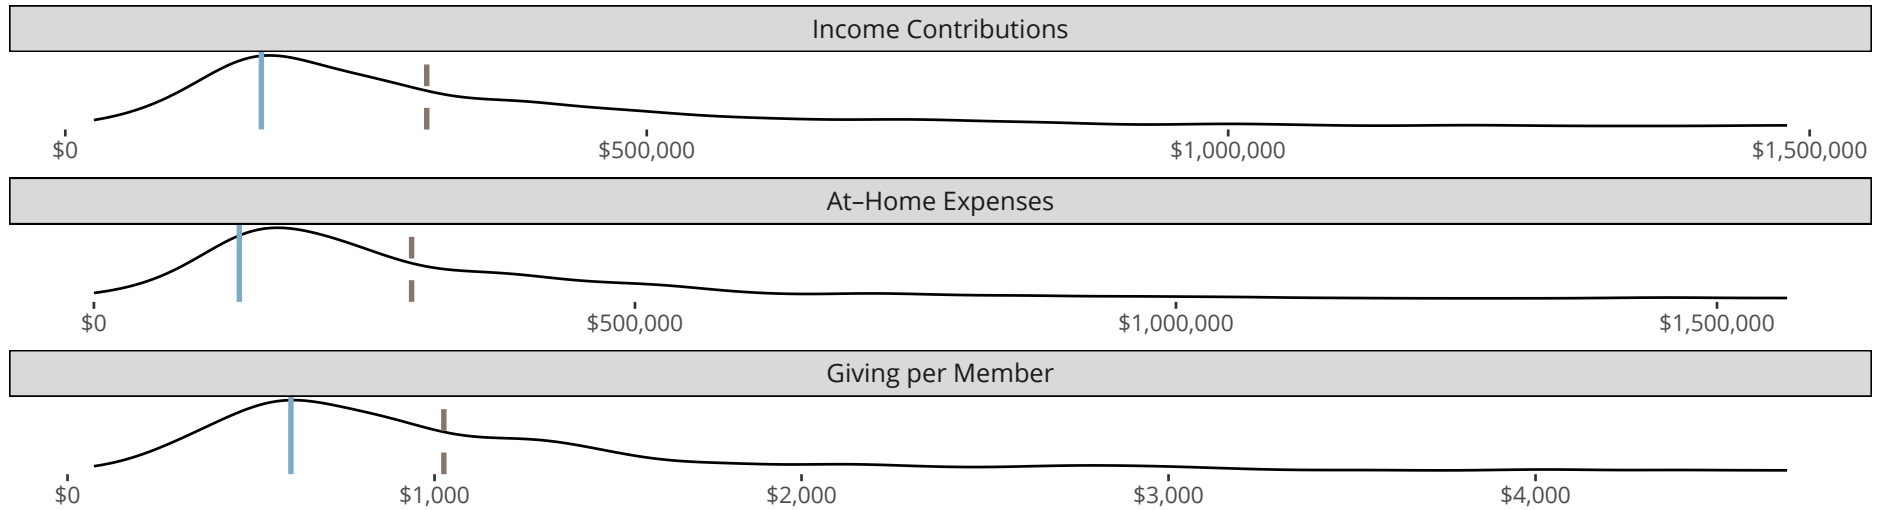 Income Contributions
$0 $500,000 $1,000,000 $1,500,000
At–Home Expenses
$0 $500,000 $1,000,000 $1,500,000
Giving per Member
$0 $1,000 $2,000 $3,000 $4,000